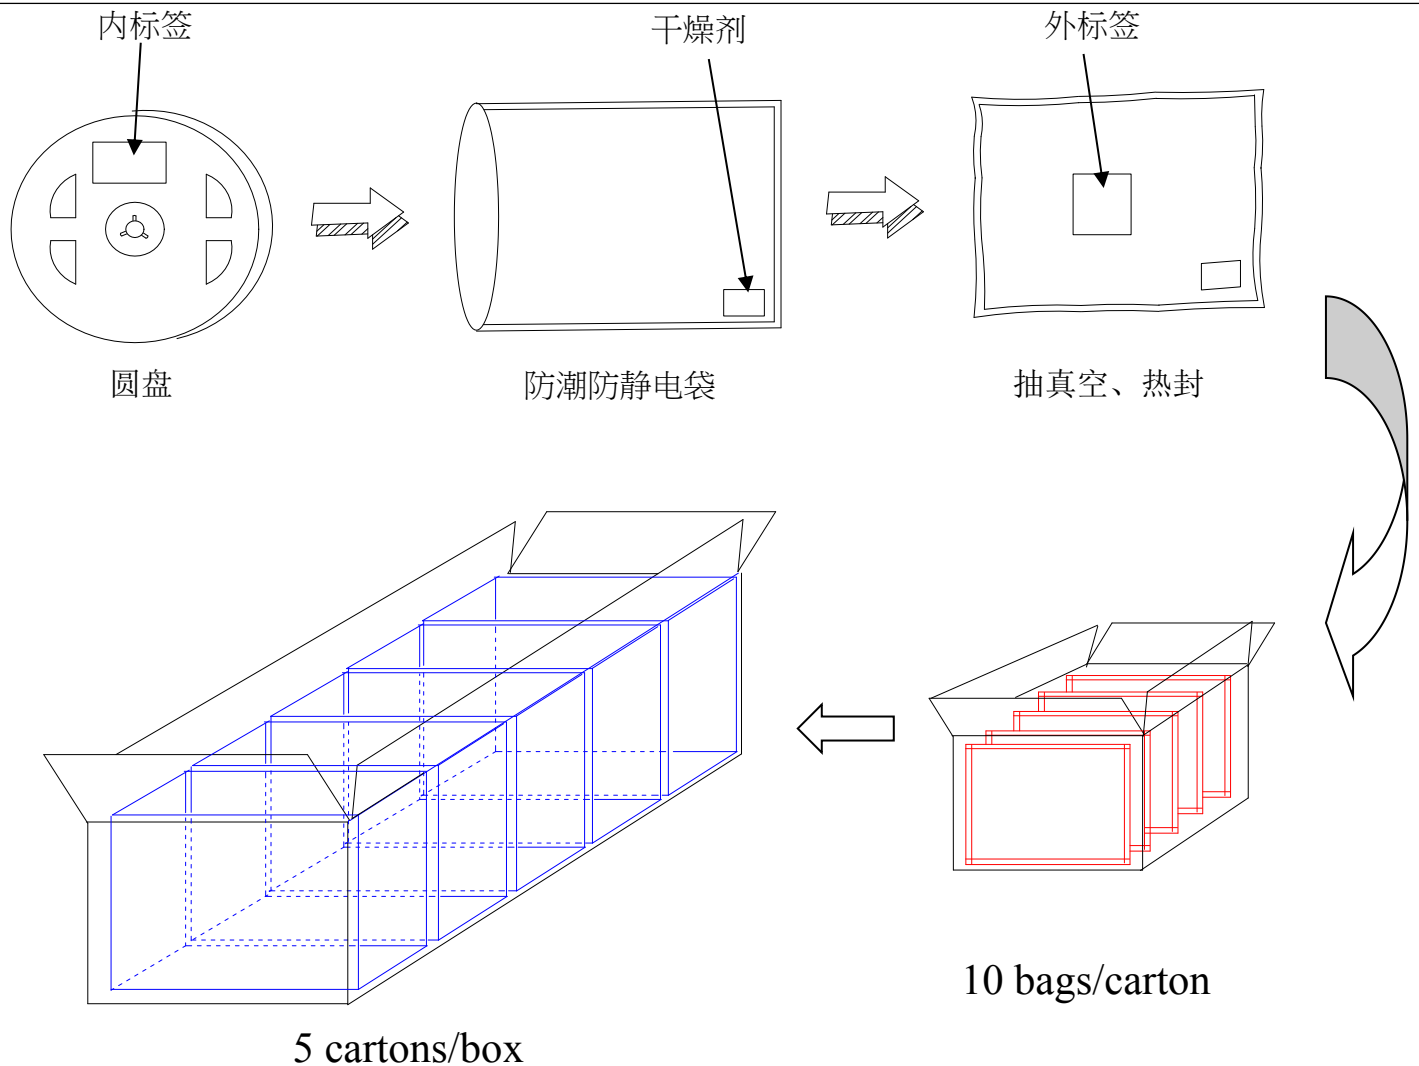 内标签
干燥剂
外标签
圆盘
防潮防静电袋
抽真空、热封
10 bags/carton
5 cartons/box